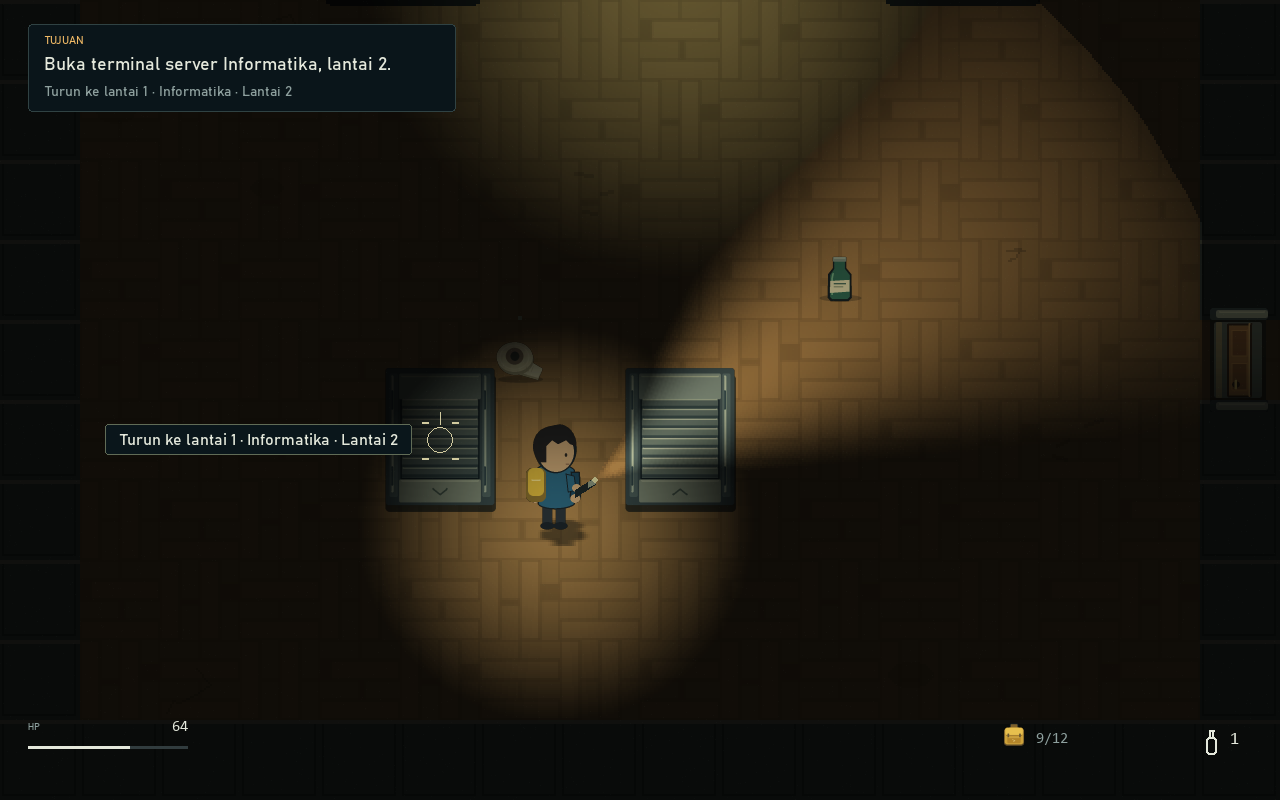 TUJUAN
Buka terminal server Informatika, lantai 2.
Turun ke lantai 1 · Informatika · Lantai 2
Turun ke lantai 1 · Informatika · Lantai 2
HP
64
9/12
1